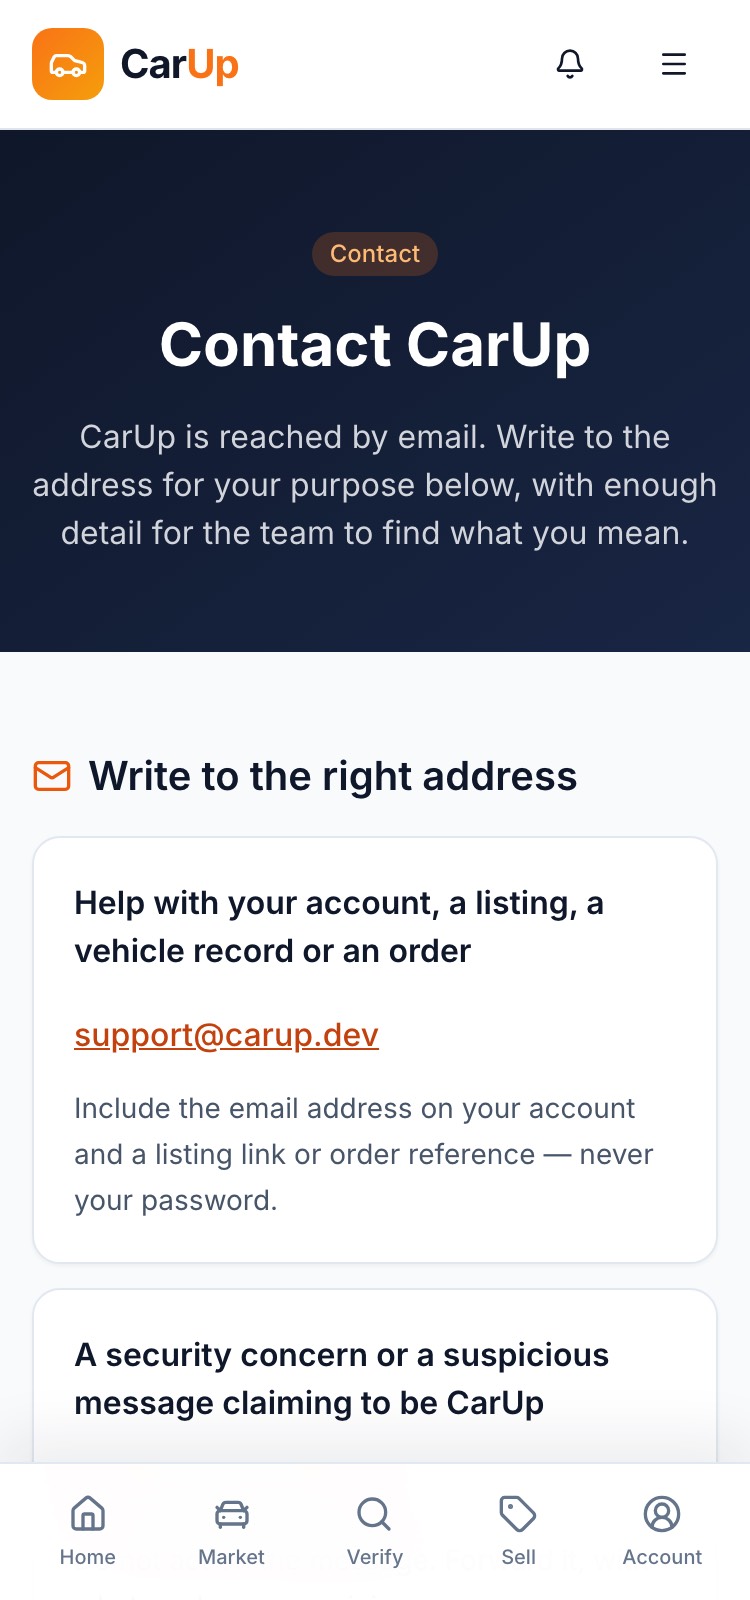 CarUp
Contact
Contact CarUp
CarUp is reached by email. Write to the
address for your purpose below, with enough
detail for the team to find what you mean.
Write to the right address
Help with your account, a listing, a
vehicle record or an order
support@carup.dev
Include the email address on your account
and a listing link or order reference — never
your password.
A security concern or a suspicious
message claiming to be CarUp
Home
Market
Verify
Sell
Account